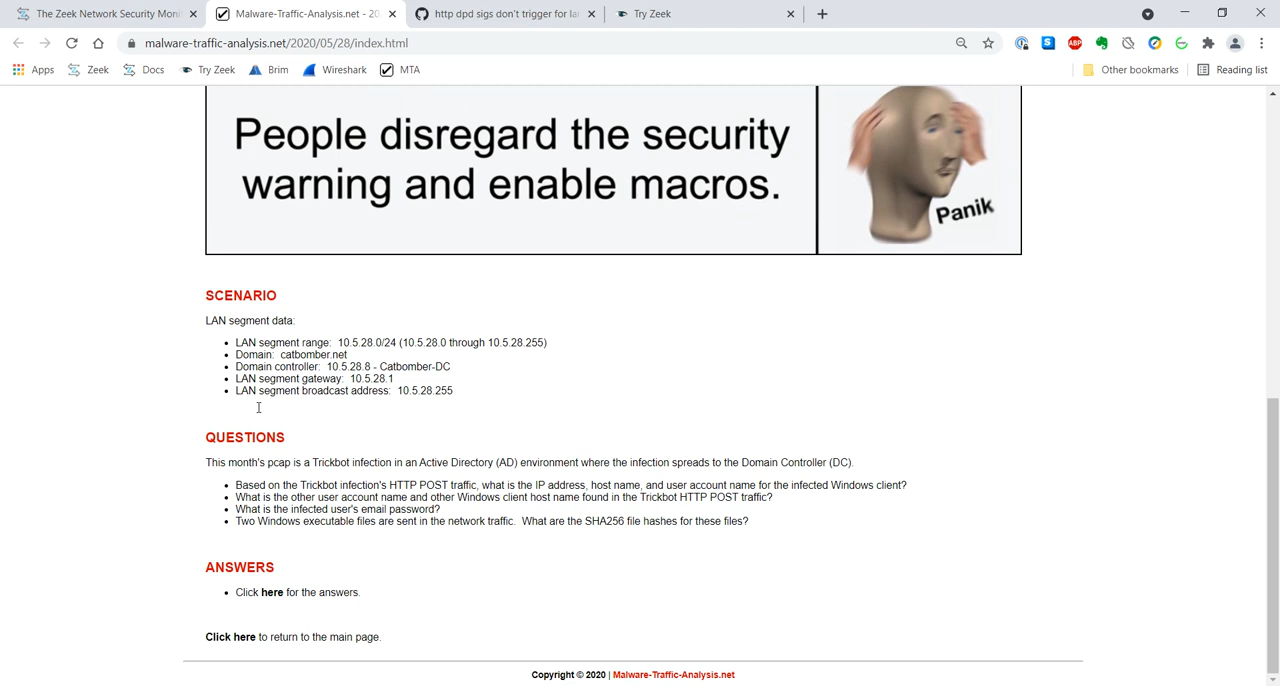 The Zeek Network Security Moni
Malware-Traffic-Analysis.net - 20
http dpd sigs don't trigger for la
Try Zeek
malware-traffic-analysis.net/2020/05/28/index.html
Apps
Zeek
Docs
Try Zeek
Brim
Wireshark
MTA
Other bookmarks
Reading list
People disregard the security
warning and enable macros.
Panik
SCENARIO
LAN segment data:
LAN segment range: 10.5.28.0/24 (10.5.28.0 through 10.5.28.255)
Domain: catbomber.net
Domain controller: 10.5.28.8 - Catbomber-DC
LAN segment gateway: 10.5.28.1
LAN segment broadcast address: 10.5.28.255
QUESTIONS
This month's pcap is a Trickbot infection in an Active Directory (AD) environment where the infection spreads to the Domain Controller (DC).
Based on the Trickbot infection's HTTP POST traffic, what is the IP address, host name, and user account name for the infected Windows client?
What is the other user account name and other Windows client host name found in the Trickbot HTTP POST traffic?
What is the infected user's email password?
Two Windows executable files are sent in the network traffic. What are the SHA256 file hashes for these files?
ANSWERS
Click here for the answers.
Click here to return to the main page.
Copyright © 2020 | Malware-Traffic-Analysis.net
S
ABP